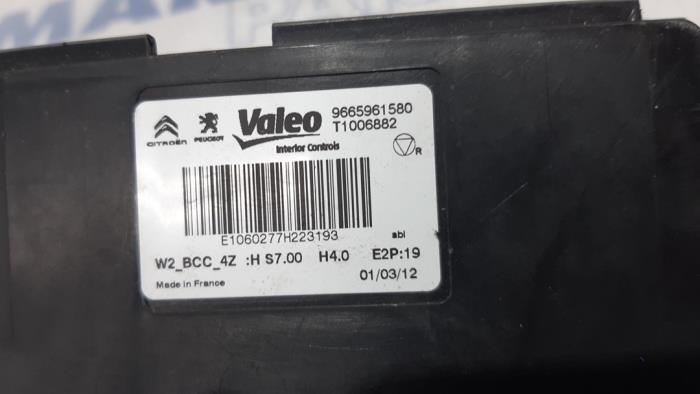 CITROËN PEUGEOT Valeo 9665961580
T1006882
Interior Controls
R
E1060277H223193
abi
W2_BCC_4Z :H S7.00 H4.0 E2P:19
Made in France 01/03/12